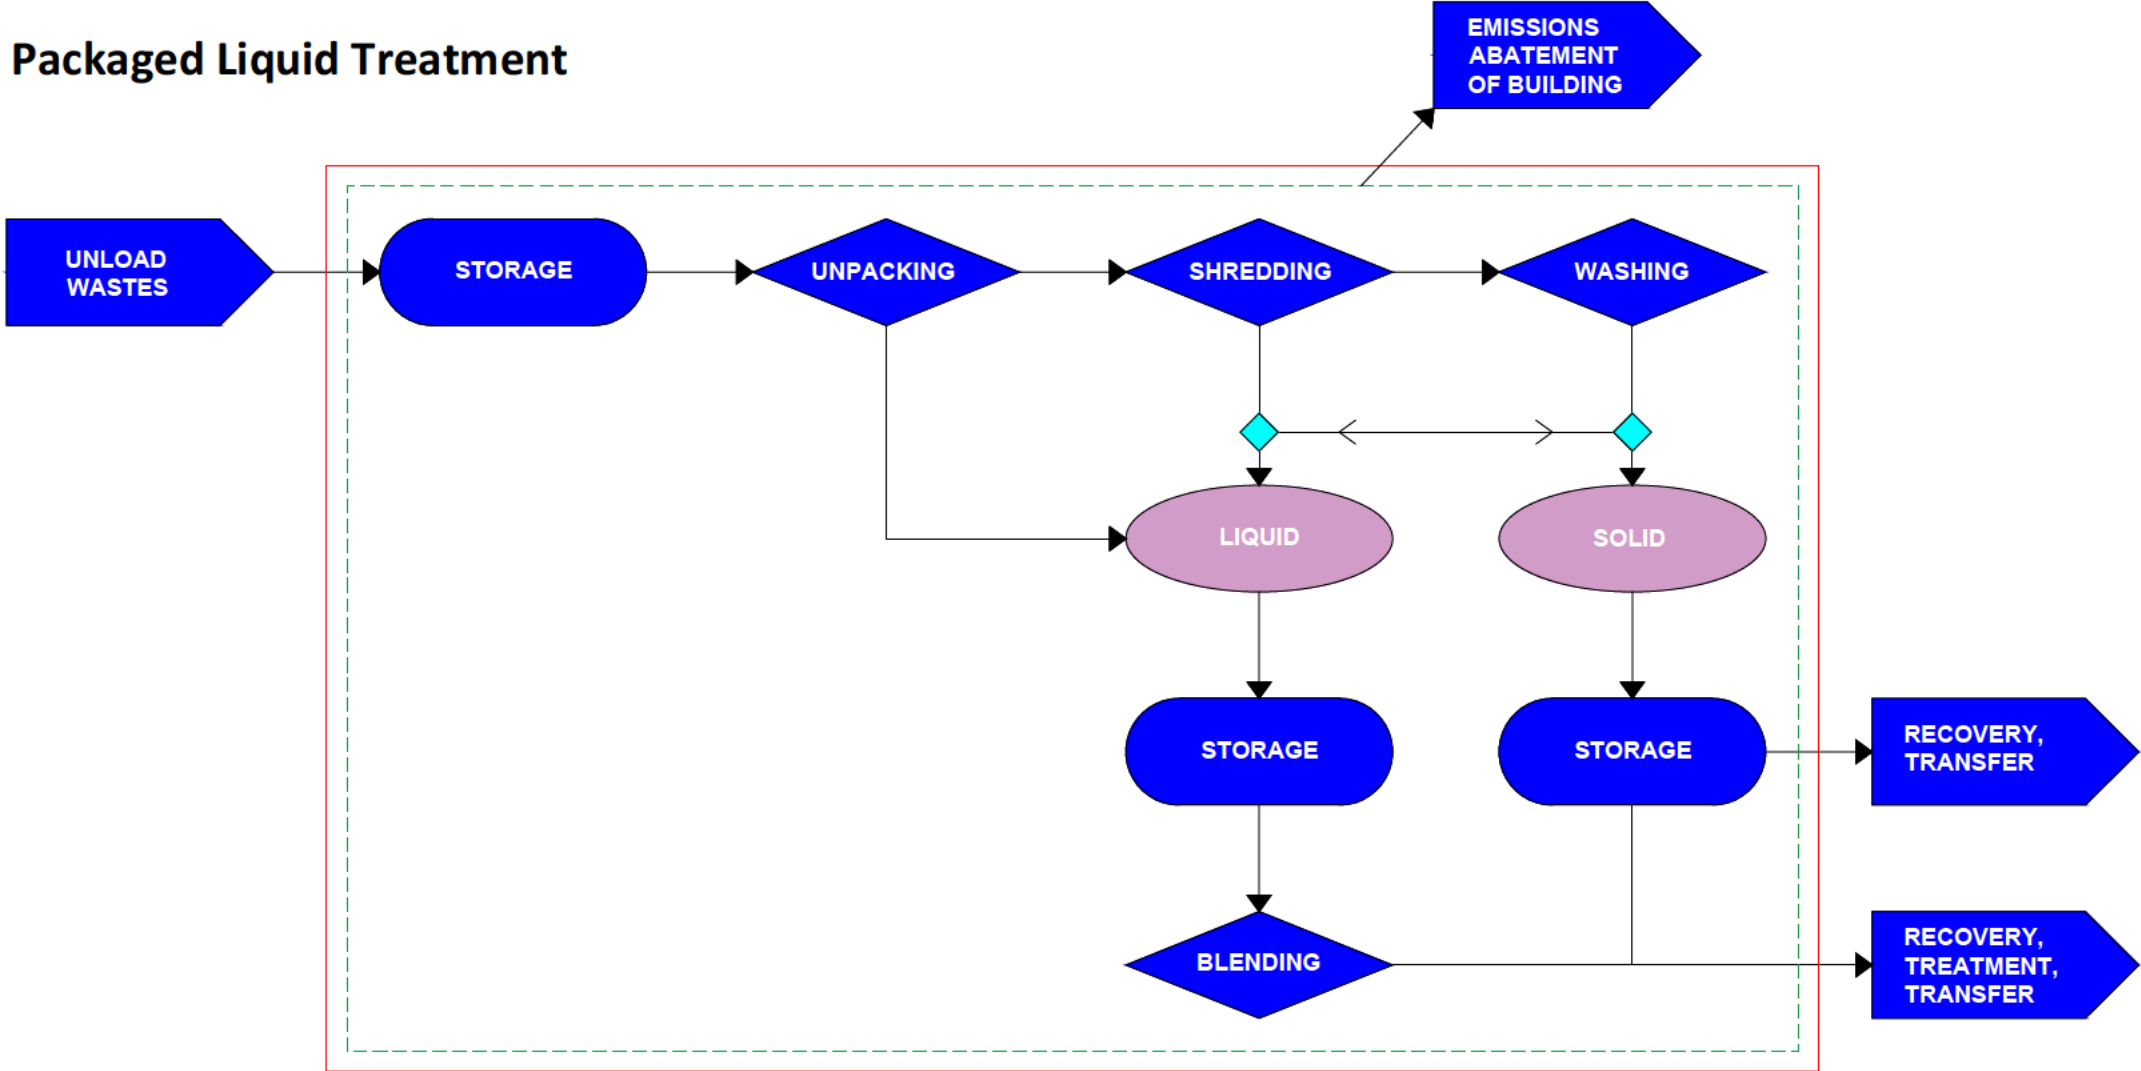 Packaged Liquid Treatment
EMISSIONS
ABATEMENT
OF BUILDING
UNLOAD
WASTES
STORAGE
UNPACKING
SHREDDING
WASHING
LIQUID
SOLID
STORAGE
STORAGE
RECOVERY,
TRANSFER
BLENDING
RECOVERY,
TREATMENT,
TRANSFER